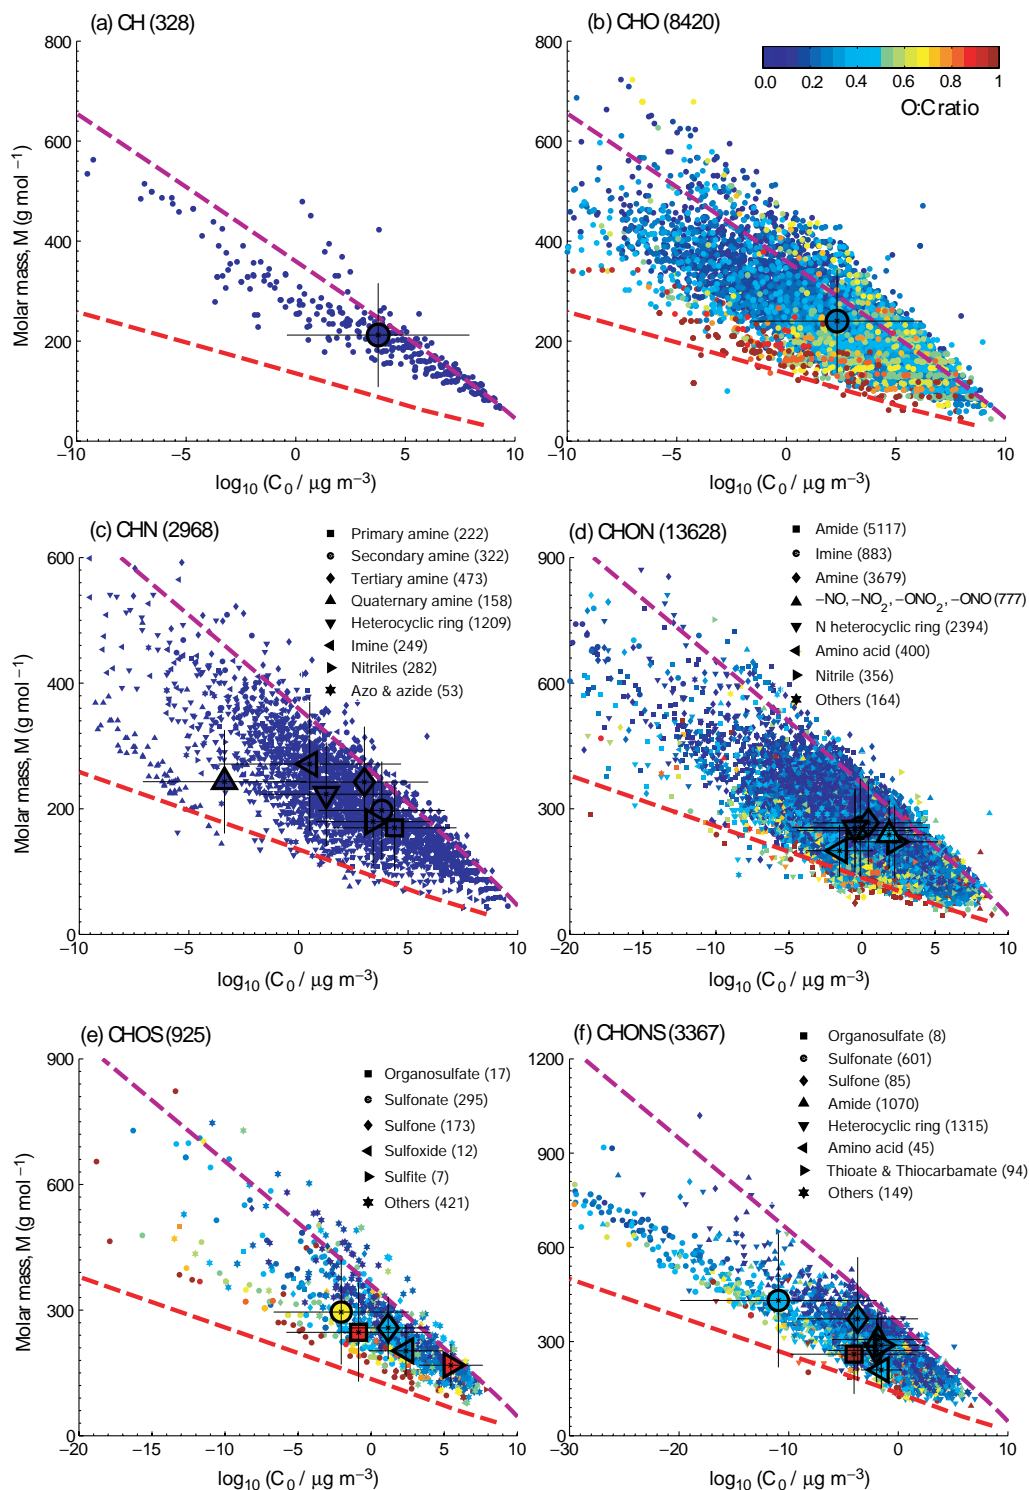 (a) CH (328)
(b) CHO (8420)
800
600
400
200
0
−10
−5
0
5
10
Molar mass, M (g mol −1)
log10 (C0 / μg m−3)
800
600
400
200
0
−10
−5
0
5
10
log10 (C0 / μg m−3)
0.0 0.2 0.4 0.6 0.8 1
O:C ratio
(c) CHN (2968)
Primary amine (222)
Secondary amine (322)
Tertiary amine (473)
Quaternary amine (158)
Heterocyclic ring (1209)
Imine (249)
Nitriles (282)
Azo & azide (53)
600
400
200
0
−10
−5
0
5
10
Molar mass, M (g mol−1)
log10 (C0 / μg m−3)
(d) CHON (13628)
Amide (5117)
Imine (883)
Amine (3679)
−NO, −NO2, −ONO2, −ONO (777)
N heterocyclic ring (2394)
Amino acid (400)
Nitrile (356)
Others (164)
900
600
300
0
−20
−15
−10
−5
0
5
10
log10 (C0 / μg m−3)
(e) CHOS (925)
Organosulfate (17)
Sulfonate (295)
Sulfone (173)
Sulfoxide (12)
Sulfite (7)
Others (421)
900
600
300
0
−20
−15
−10
−5
0
5
10
Molar mass, M (g mol−1)
log10 (C0 / μg m−3)
(f) CHONS (3367)
Organosulfate (8)
Sulfonate (601)
Sulfone (85)
Amide (1070)
Heterocyclic ring (1315)
Amino acid (45)
Thioate & Thiocarbamate (94)
Others (149)
1200
900
600
300
0
−30
−20
−10
0
10
log10 (C0 / μg m−3)